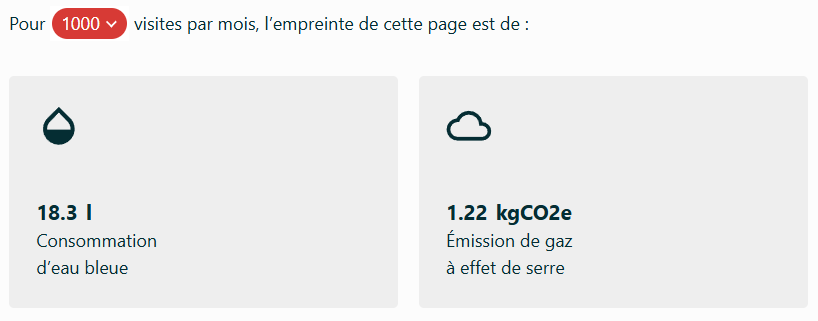 Pour 1000 visites par mois, l’empreinte de cette page est de :
18.3 l
Consommation
d’eau bleue
1.22 kgCO2e
Émission de gaz
à effet de serre